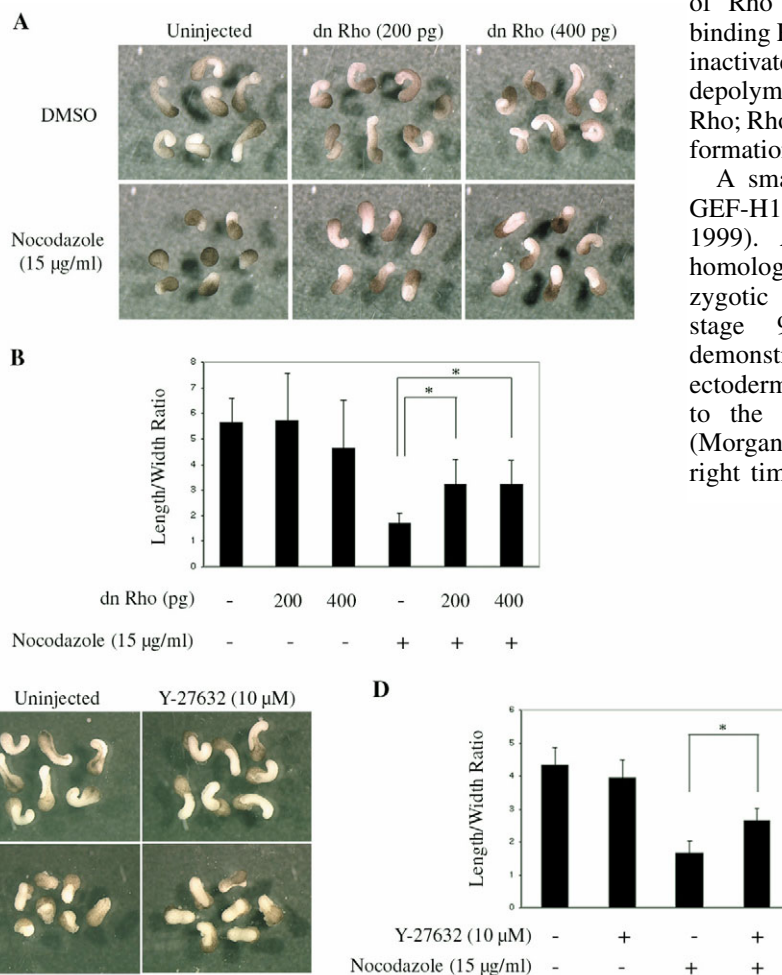 A
Uninjected dn Rho (200 pg) dn Rho (400 pg)
DMSO
Nocodazole
(15 µg/ml)
B
8
7
6
5
4
3
2
1
0
Length/Width Ratio
* *
dn Rho (pg) - 200 400 - 200 400
Nocodazole (15 µg/ml) - - - + + +
Uninjected Y-27632 (10 µM)
D
6
5
4
3
2
1
0
Length/Width Ratio
*
Y-27632 (10 µM) - + - +
Nocodazole (15 µg/ml) - - + +
of Rho
binding
inactivate
depolym
Rho; Rho
formation
A sma
GEF-H1
1999).
homolog
zygotic
stage 9
demonstr
ectoderm
to the
(Morgan
right tim